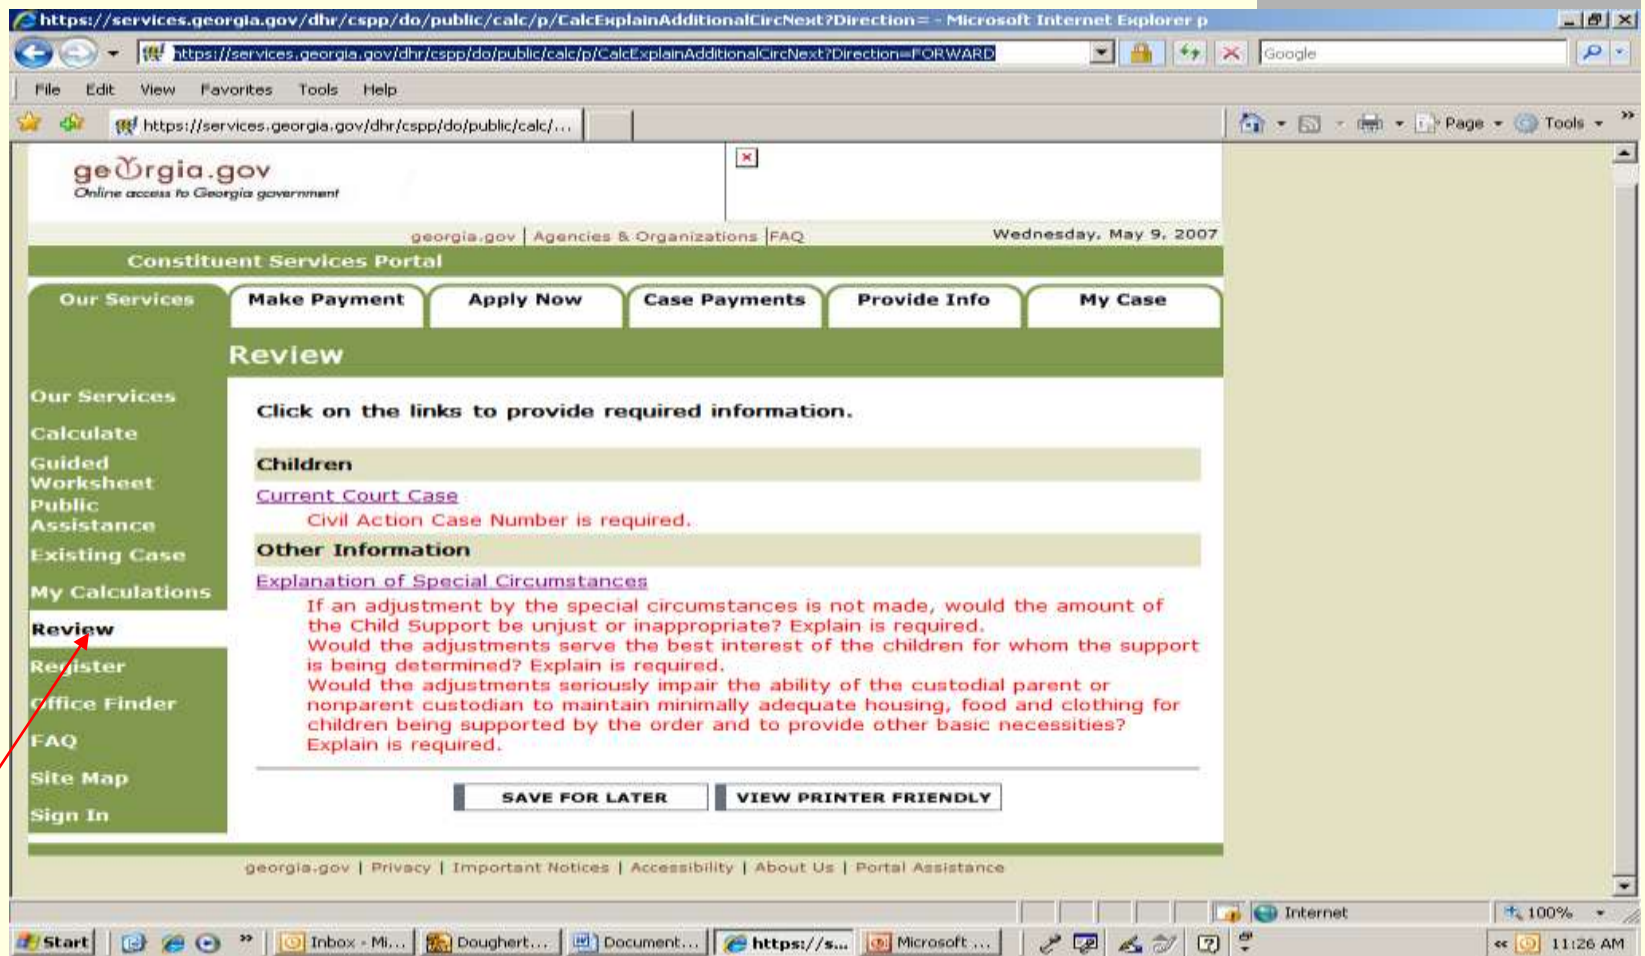 https://services.georgia.gov/dhr/cspp/do/public/calc/p/CalcExplainAdditionalCircNext?Direction= - Microsoft Internet Explorer p
https://services.georgia.gov/dhr/cspp/do/public/calc/p/CalcExplainAdditionalCircNext?Direction=FORWARD
Google
File Edit View Favorites Tools Help
https://services.georgia.gov/dhr/cspp/do/public/calc/...
Page Tools »
georgia.gov
Online access to Georgia government
georgia.gov | Agencies & Organizations |FAQ
Wednesday, May 9, 2007
Constituent Services Portal
Our Services Make Payment Apply Now Case Payments Provide Info My Case
Review
Our Services
Calculate
Guided
Worksheet
Public
Assistance
Existing Case
My Calculations
Review
Register
Office Finder
FAQ
Site Map
Sign In
Click on the links to provide required information.
Children
Current Court Case
Civil Action Case Number is required.
Other Information
Explanation of Special Circumstances
If an adjustment by the special circumstances is not made, would the amount of
the Child Support be unjust or inappropriate? Explain is required.
Would the adjustments serve the best interest of the children for whom the support
is being determined? Explain is required.
Would the adjustments seriously impair the ability of the custodial parent or
nonparent custodian to maintain minimally adequate housing, food and clothing for
children being supported by the order and to provide other basic necessities?
Explain is required.
SAVE FOR LATER VIEW PRINTER FRIENDLY
georgia.gov | Privacy | Important Notices | Accessibility | About Us | Portal Assistance
Internet 100%
Start » Inbox - Mi... Doughert... Document... https://s... Microsoft ... « 11:26 AM